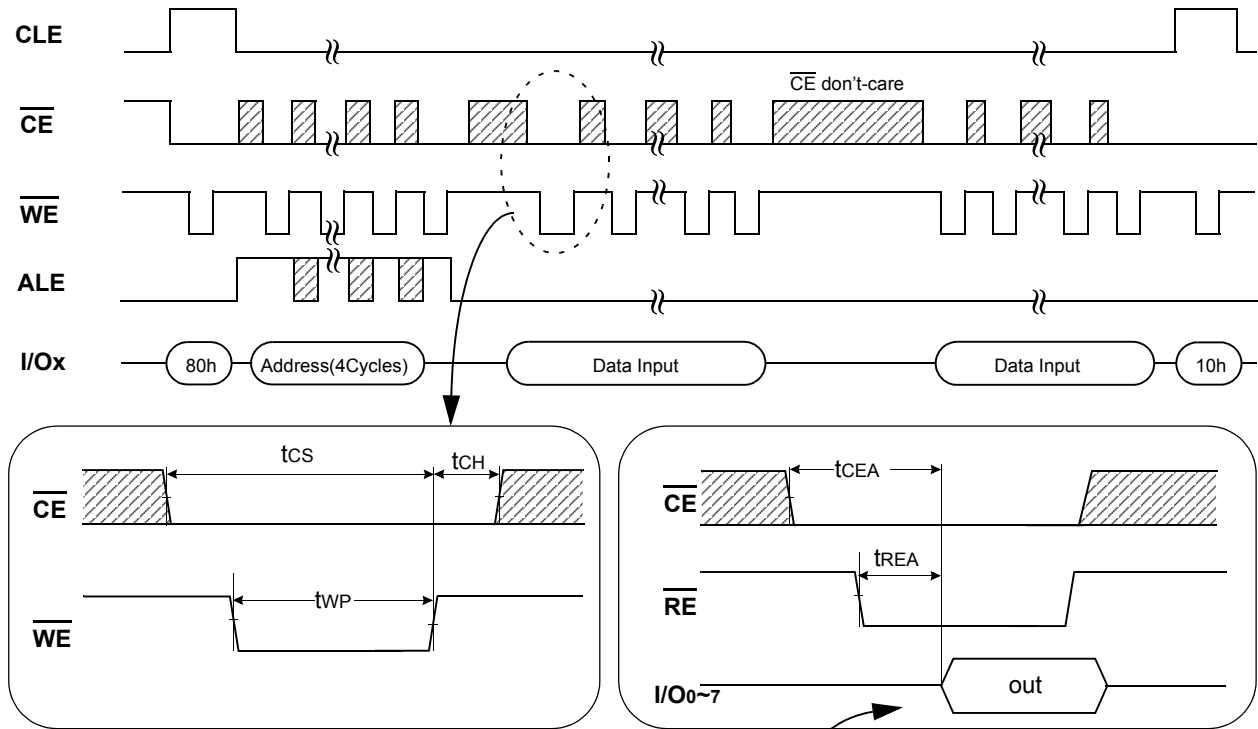 CLE
CE don't-care
CE
WE
ALE
I/Ox 80h Address(4Cycles) Data Input Data Input 10h
tCS tCH
CE
tWP
WE
tCEA
CE
tREA
RE
I/O0~7 out